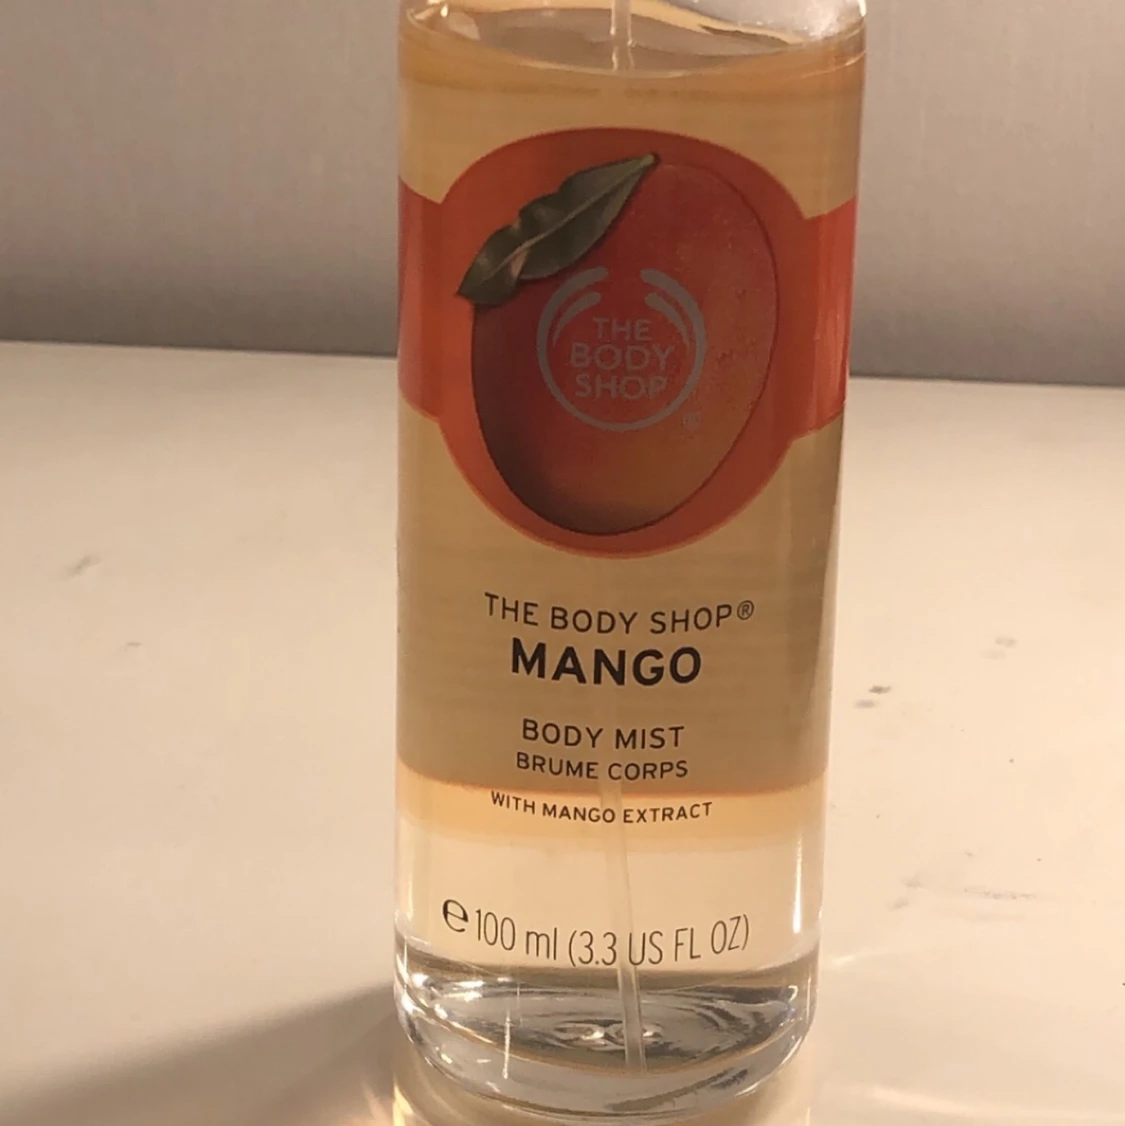 THE
BODY
SHOP
®
THE BODY SHOP®
MANGO
BODY MIST
BRUME CORPS
WITH MANGO EXTRACT
℮100 ml (3.3 US FL OZ)